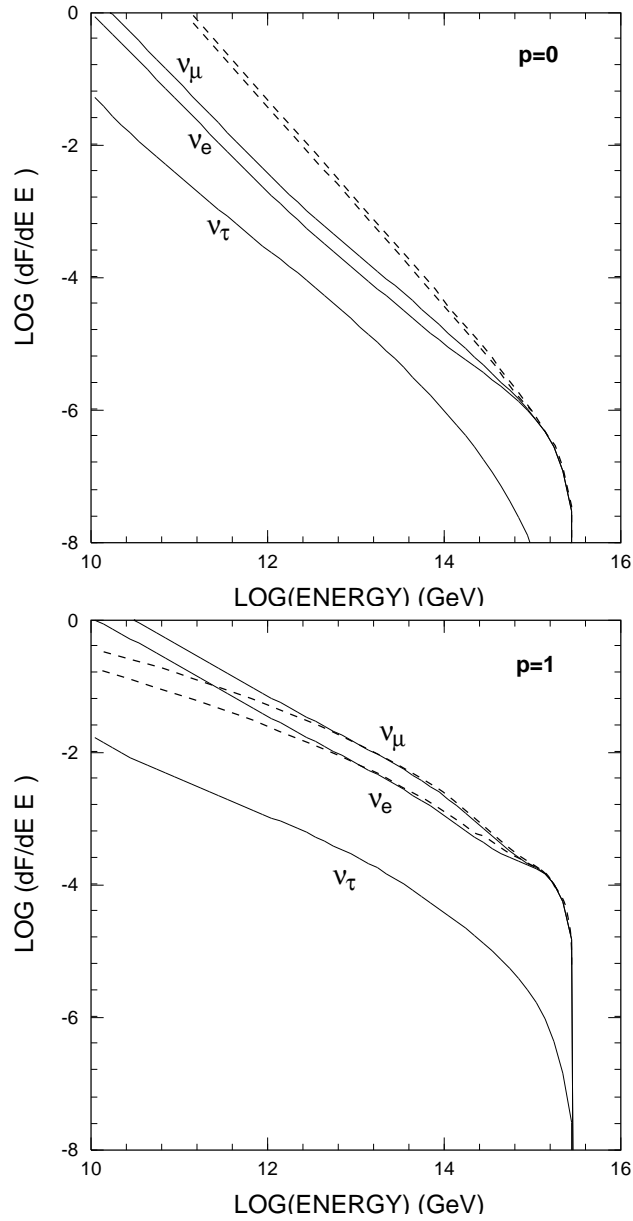 0
p=0
νμ
νe
-2
ντ
-4
-6
-8
10
12
14
16
LOG (dF/dE E )
LOG(ENERGY) (GeV)
0
p=1
-2
νμ
νe
-4
ντ
-6
-8
10
12
14
16
LOG (dF/dE E )
LOG(ENERGY) (GeV)